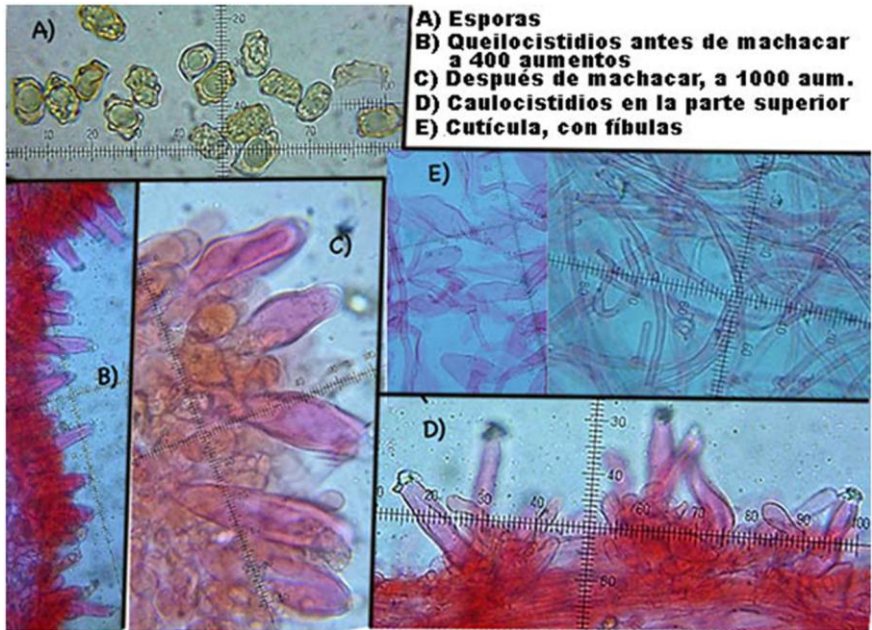 A) Esporas
B) Queilocistidios antes de machacar
a 400 aumentos
C) Después de machacar, a 1000 aum.
D) Caulocistidios en la parte superior
E) Cutícula, con fíbulas
A)
E)
C)
B)
D)